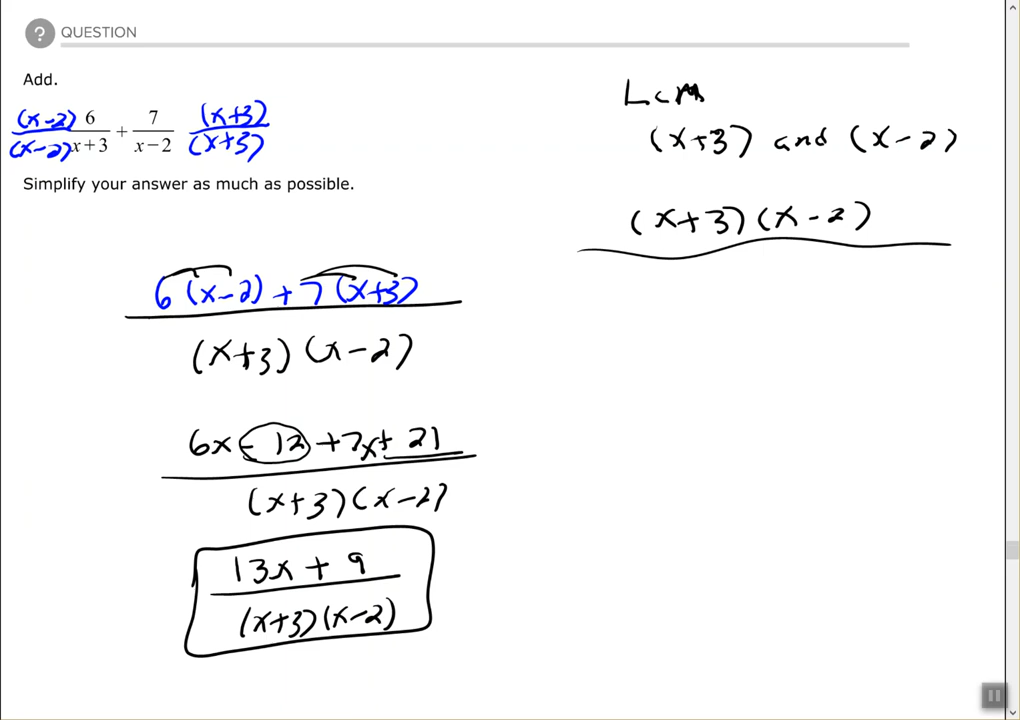 ? QUESTION
Add.
(x-2)/(x-2) 6/(x+3) + 7/(x-2) (x+3)/(x+3)
Simplify your answer as much as possible.
LCM
(x+3) and (x-2)
(x+3)(x-2)
6(x-2)+7(x+3)
(x+3)(x-2)
6x-12+7x+21
(x+3)(x-2)
13x+9
(x+3)(x-2)